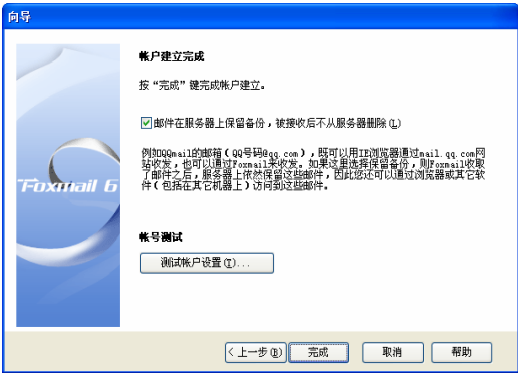 向导
帐户建立完成
按“完成”键完成帐户建立。
邮件在服务器上保留备份，被接收后不从服务器删除(L)
例如QQmail的邮箱(QQ号码@qq.com)，既可以用IE浏览器通过mail.qq.com网
站收发，也可以通过Foxmail来收发。如果这里选择保留备份，则Foxmail收取
了邮件之后，服务器上依然保留这些邮件，因此您还可以通过浏览器或其它软
件(包括在其它机器上)访问到这些邮件。
Foxmail 6
帐号测试
测试帐户设置(T)...
< 上一步(B)
完成
取消
帮助